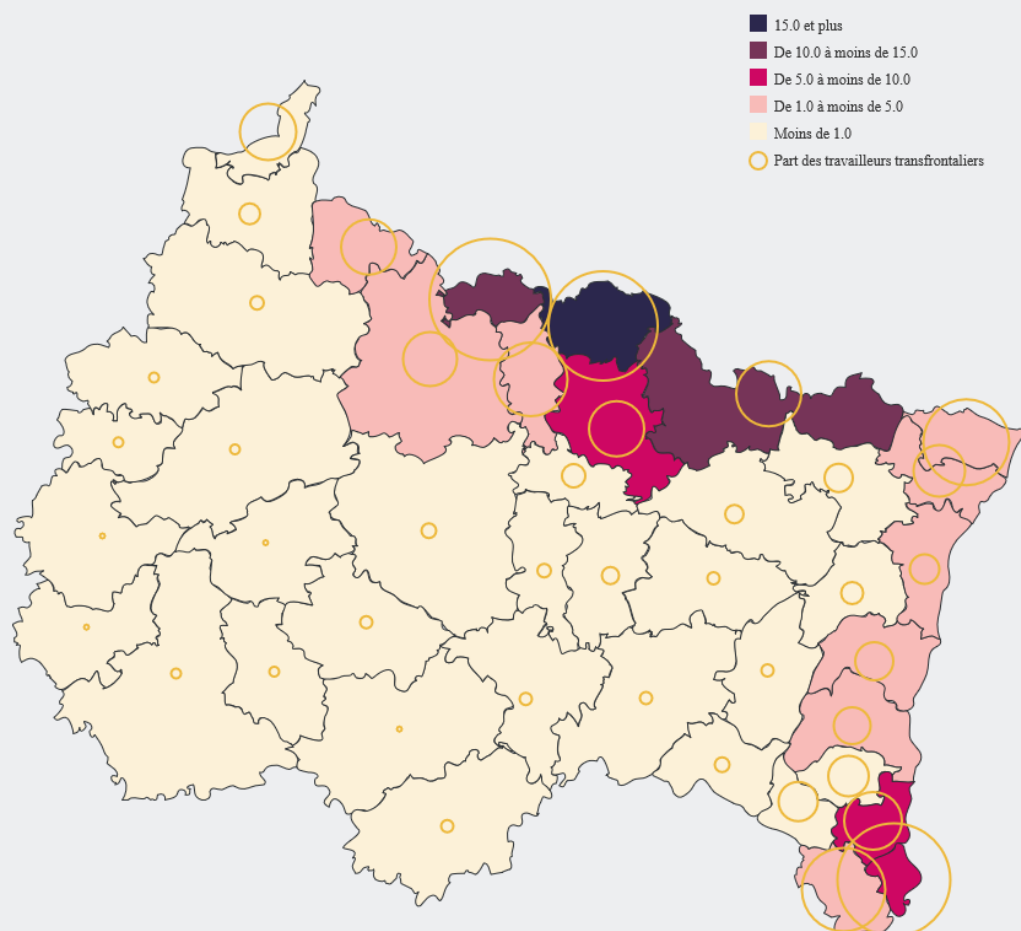 15.0 et plus
De 10.0 à moins de 15.0
De 5.0 à moins de 10.0
De 1.0 à moins de 5.0
Moins de 1.0
Part des travailleurs transfrontaliers